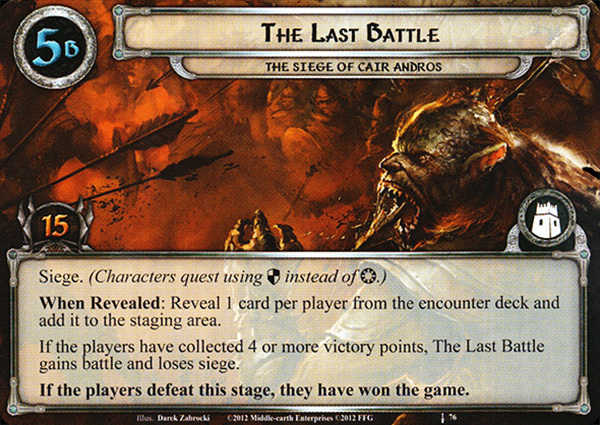 5B
THE LAST BATTLE
THE SIEGE OF CAIR ANDROS
15
Siege. (Characters quest using instead of .)
When Revealed: Reveal 1 card per player from the encounter deck and
add it to the staging area.
If the players have collected 4 or more victory points, The Last Battle
gains battle and loses siege.
If the players defeat this stage, they have won the game.
Illus. Darek Zabrocki ©2012 Middle-earth Enterprises ©2012 FFG 76